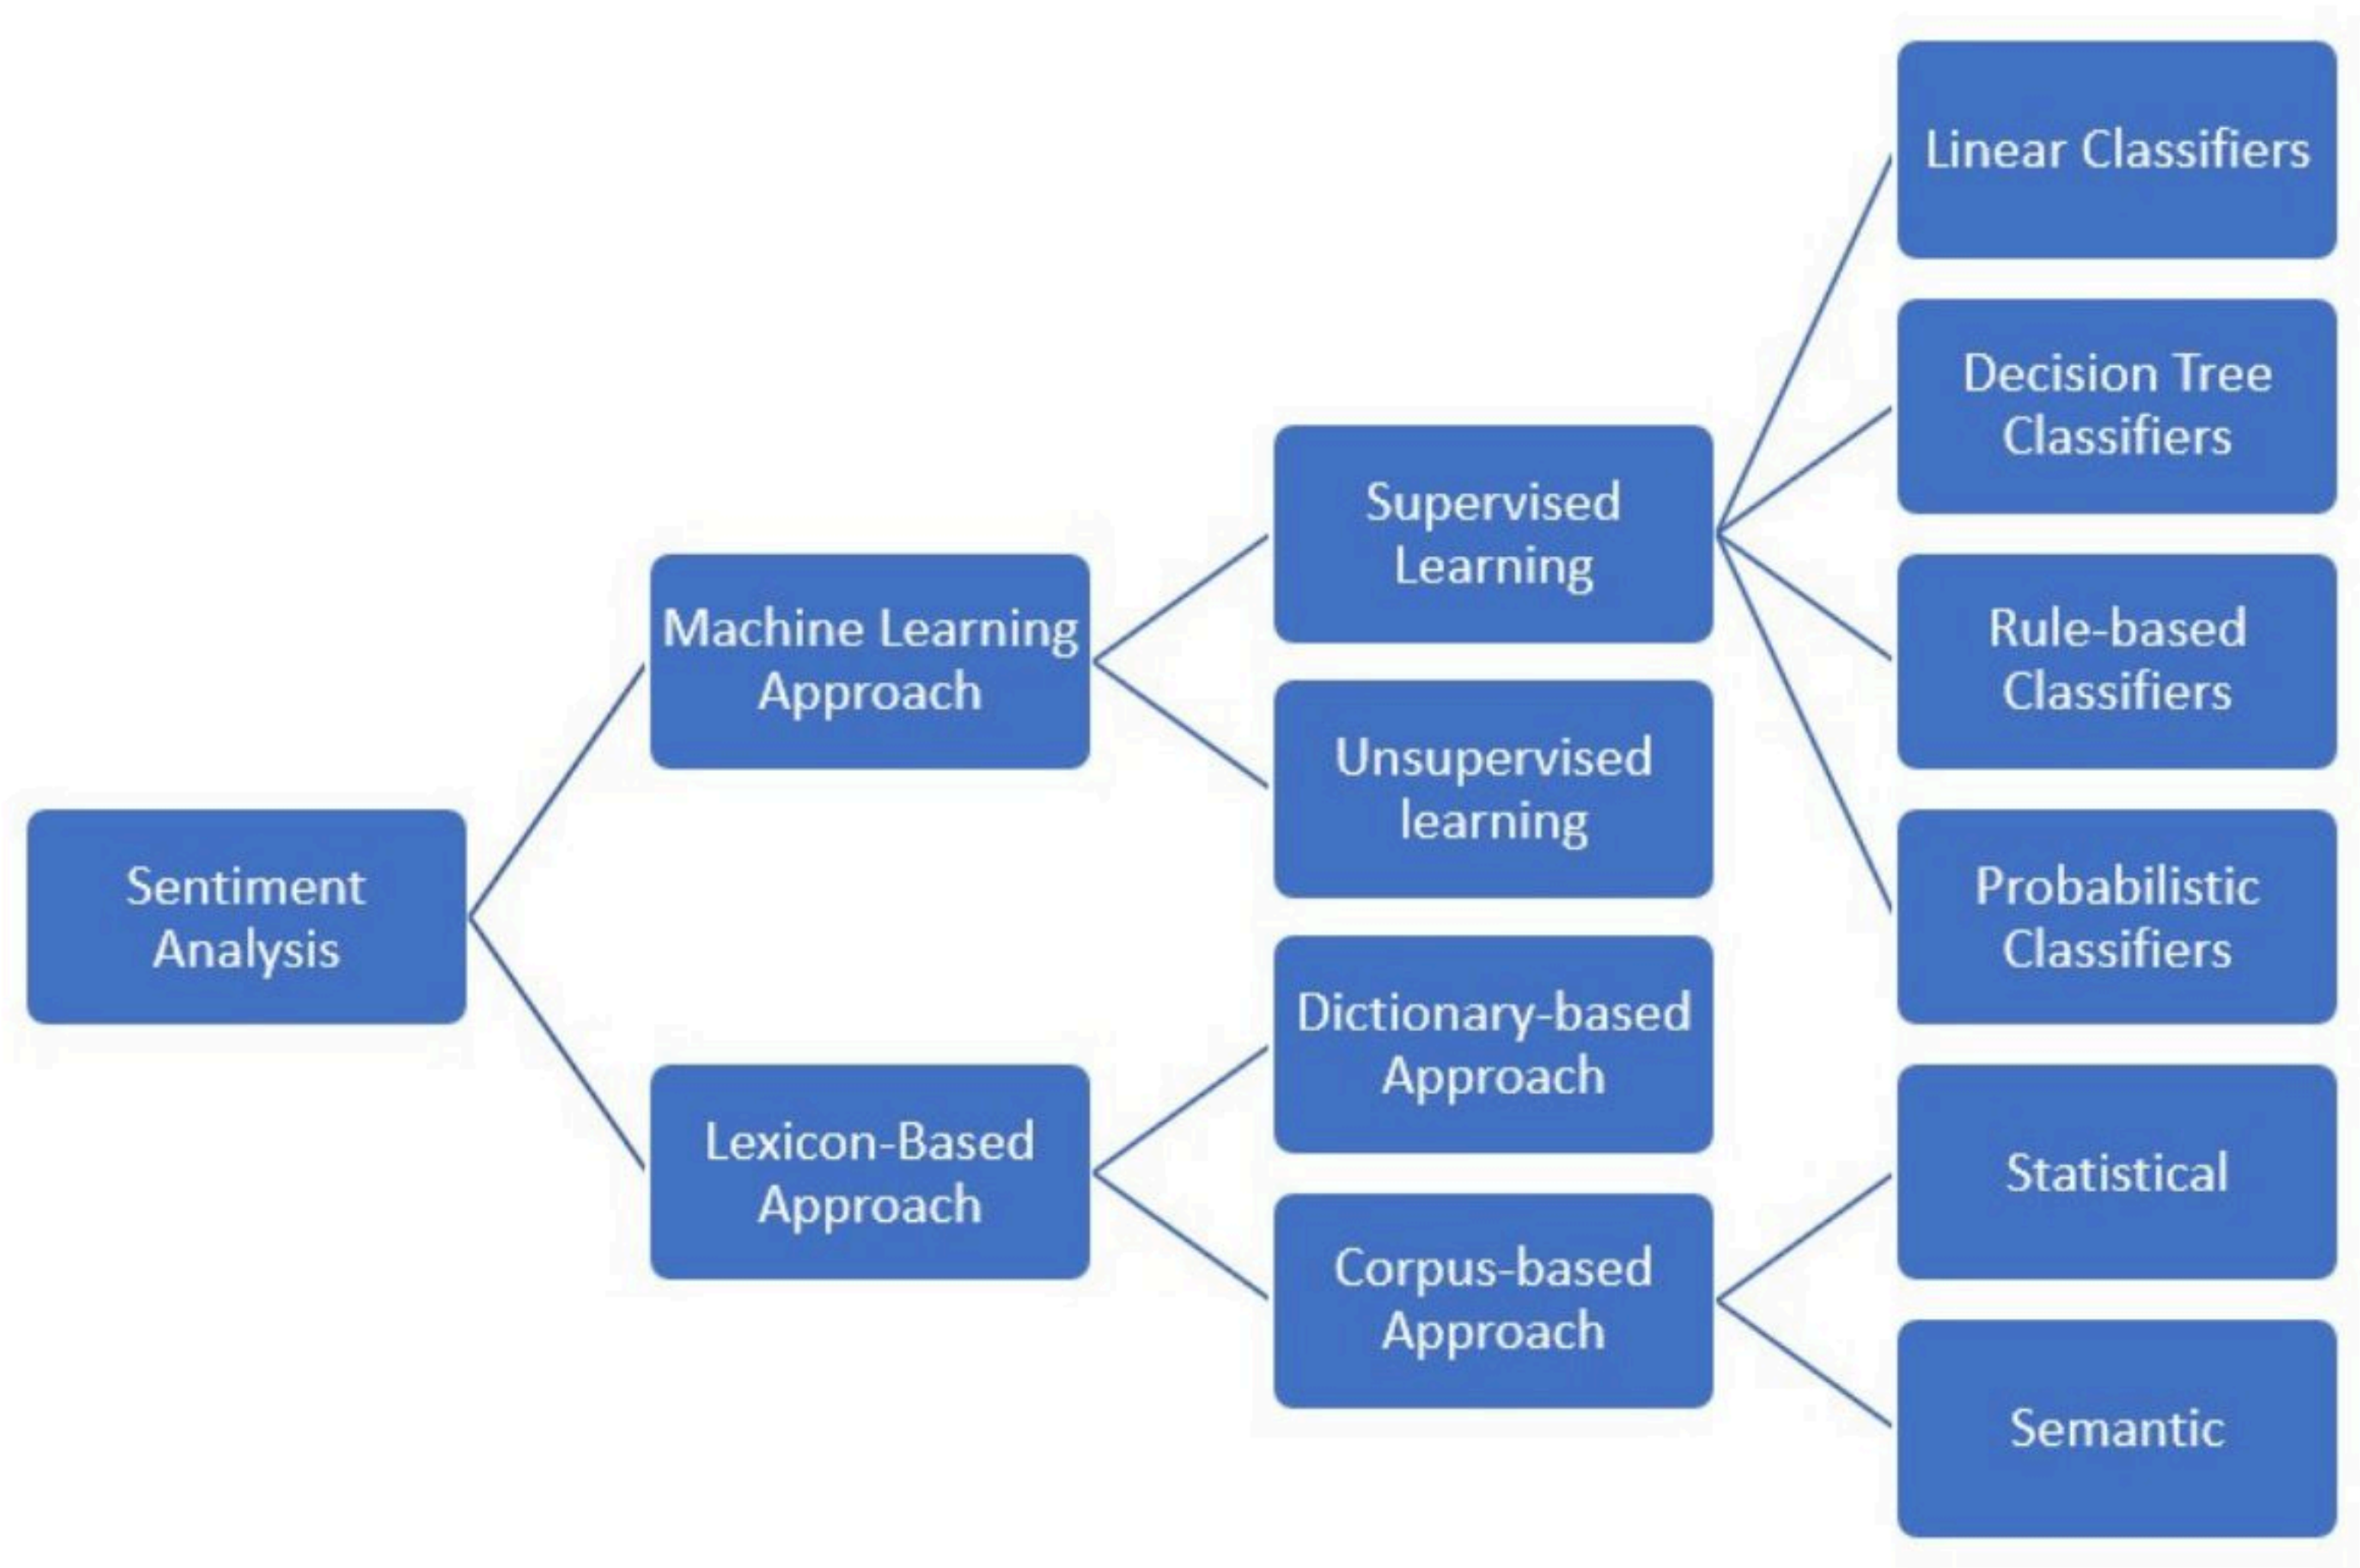 Sentiment
Analysis
Machine Learning
Approach
Lexicon-Based
Approach
Supervised
Learning
Unsupervised
learning
Dictionary-based
Approach
Corpus-based
Approach
Linear Classifiers
Decision Tree
Classifiers
Rule-based
Classifiers
Probabilistic
Classifiers
Statistical
Semantic